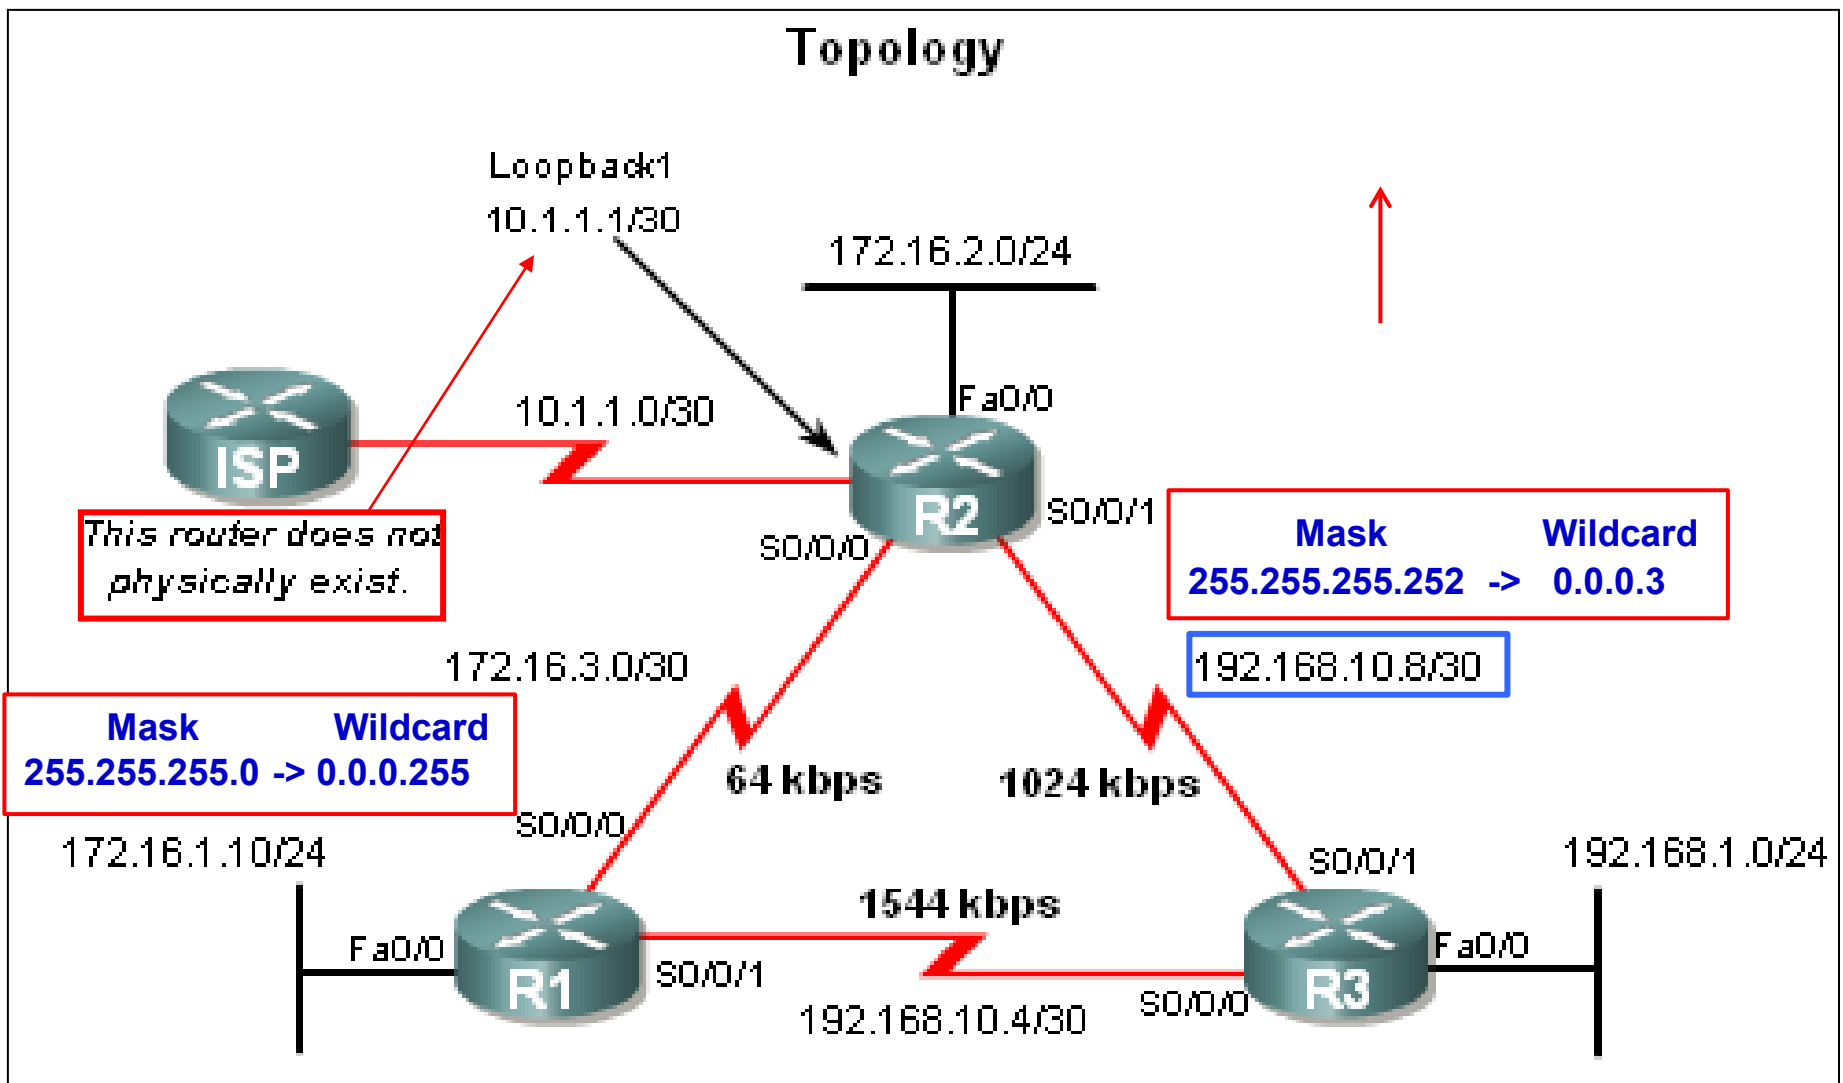 Topology
Loopback1
10.1.1.1/30
172.16.2.0/24
Fa0/0
10.1.1.0/30
ISP
R2
S0/0/1
S0/0/0
This router does not
physically exist.
Mask Wildcard
255.255.255.252 -> 0.0.0.3
192.168.10.8/30
172.16.3.0/30
Mask Wildcard
255.255.255.0 -> 0.0.0.255
64 kbps
1024 kbps
S0/0/0
172.16.1.10/24
S0/0/1
192.168.1.0/24
1544 kbps
Fa0/0
R1
S0/0/1
192.168.10.4/30
S0/0/0
R3
Fa0/0